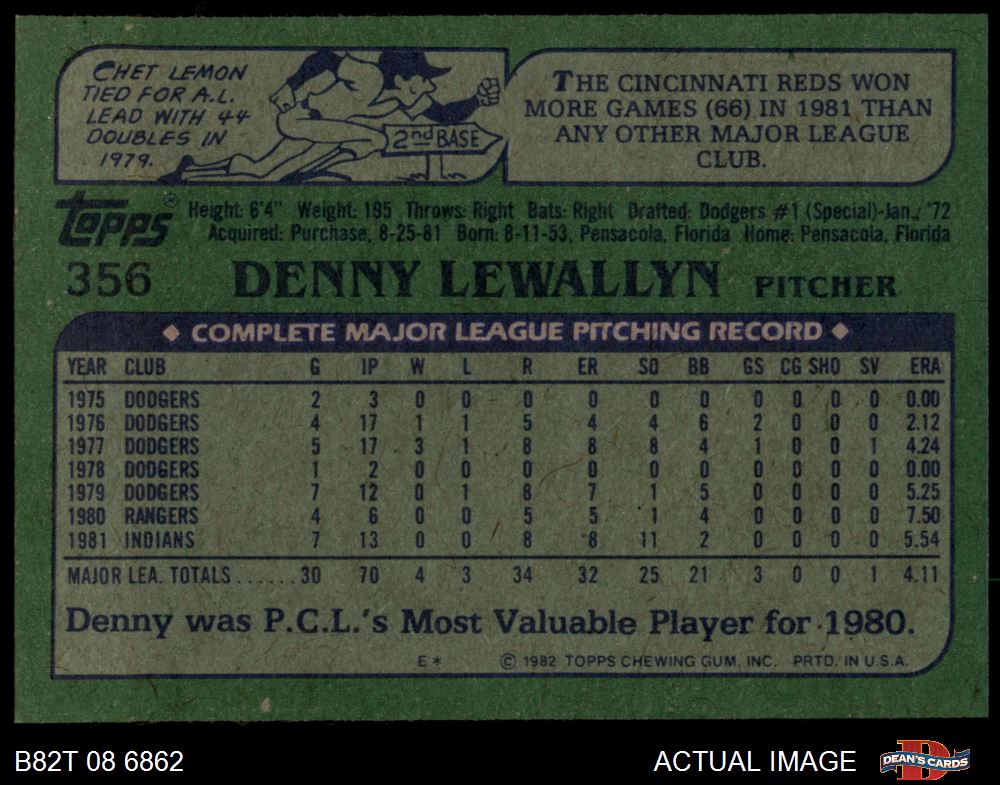 CHET LEMON
TIED FOR A.L.
LEAD WITH 44
DOUBLES IN
1979.
2nd BASE
THE CINCINNATI REDS WON
MORE GAMES (66) IN 1981 THAN
ANY OTHER MAJOR LEAGUE
CLUB.
Topps ® Height: 6'4" Weight: 195 Throws: Right Bats: Right Drafted: Dodgers #1 (Special)-Jan., '72
Acquired: Purchase, 8-25-81 Born: 8-11-53, Pensacola, Florida Home: Pensacola, Florida
356 DENNY LEWALLYN PITCHER
◆ COMPLETE MAJOR LEAGUE PITCHING RECORD ◆
YEAR CLUB G IP W L R ER SO BB GS CG SHO SV ERA
1975 DODGERS 2 3 0 0 0 0 0 0 0 0 0 0 0.00
1976 DODGERS 4 17 1 1 5 4 4 6 2 0 0 0 2.12
1977 DODGERS 5 17 3 1 8 8 8 4 1 0 0 1 4.24
1978 DODGERS 1 2 0 0 0 0 0 0 0 0 0 0 0.00
1979 DODGERS 7 12 0 1 8 7 1 5 0 0 0 0 5.25
1980 RANGERS 4 6 0 0 5 5 1 4 0 0 0 0 7.50
1981 INDIANS 7 13 0 0 8 8 11 2 0 0 0 0 5.54
MAJOR LEA. TOTALS ...... 30 70 4 3 34 32 25 21 3 0 0 1 4.11
Denny was P.C.L.'s Most Valuable Player for 1980.
E* © 1982 TOPPS CHEWING GUM, INC. PRTD. IN U.S.A.
B82T 08 6862 ACTUAL IMAGE D DEAN'S CARDS